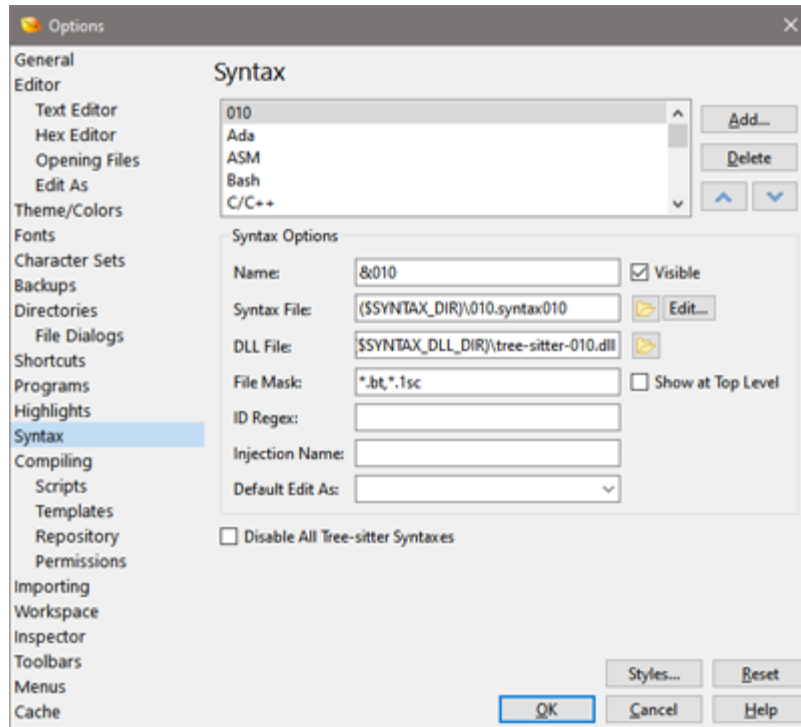 Options
General
Editor
Text Editor
Hex Editor
Opening Files
Edit As
Theme/Colors
Fonts
Character Sets
Backups
Directories
File Dialogs
Shortcuts
Programs
Highlights
Syntax
Compiling
Scripts
Templates
Repository
Permissions
Importing
Workspace
Inspector
Toolbars
Menus
Cache
Syntax
010
Ada
ASM
Bash
C/C++
Add...
Delete
Syntax Options
Name: &010 Visible
Syntax File: ($SYNTAX_DIR)\010.syntax010 Edit...
DLL File: $SYNTAX_DLL_DIR)\tree-sitter-010.dll
File Mask: *.bt,*.1sc Show at Top Level
ID Regex:
Injection Name:
Default Edit As:
Disable All Tree-sitter Syntaxes
Styles... Reset
OK Cancel Help